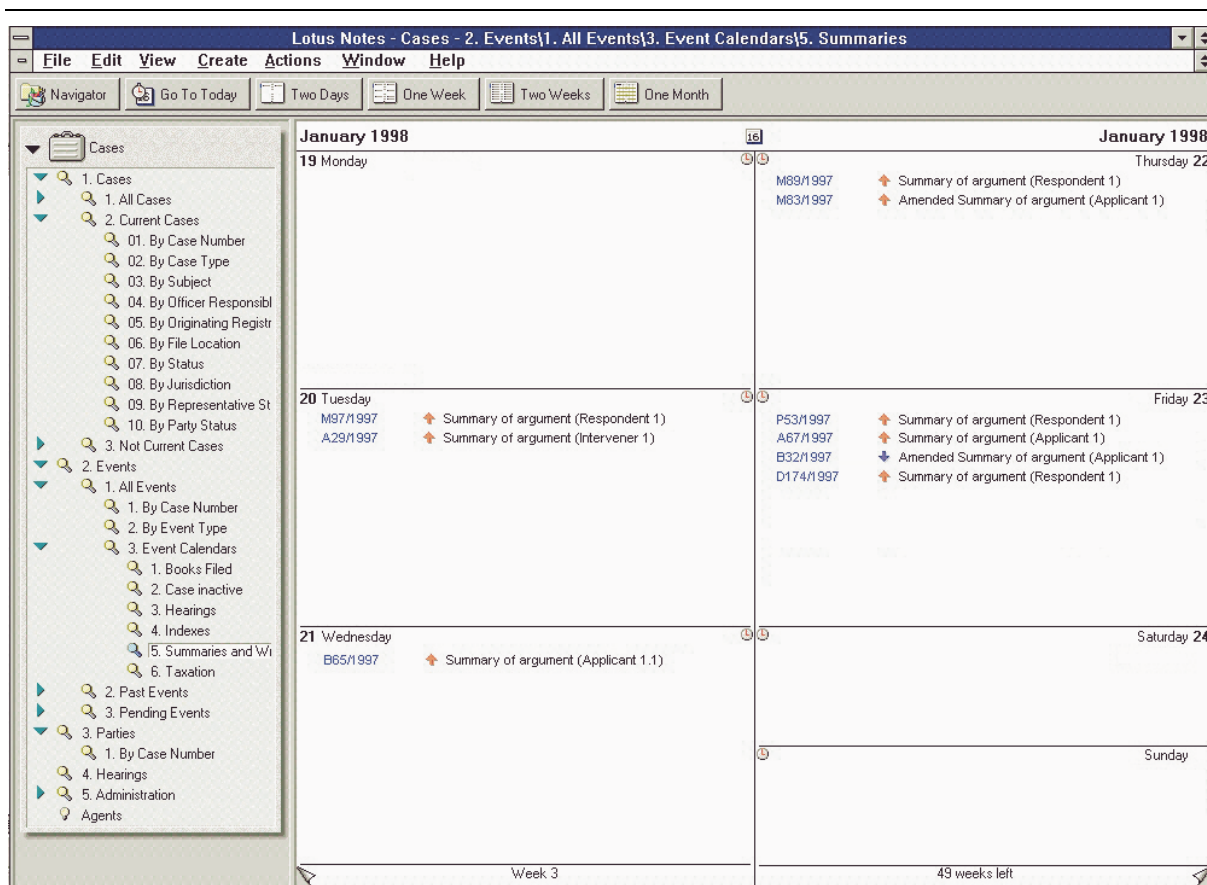 Lotus Notes - Cases - 2. Events\1. All Events\3. Event Calendars\5. Summaries
File Edit View Create Actions Window Help
Navigator Go To Today Two Days One Week Two Weeks One Month
Cases
1. Cases
1. All Cases
2. Current Cases
01. By Case Number
02. By Case Type
03. By Subject
04. By Officer Responsibl
05. By Originating Registr
06. By File Location
07. By Status
08. By Jurisdiction
09. By Representative St
10. By Party Status
3. Not Current Cases
2. Events
1. All Events
1. By Case Number
2. By Event Type
3. Event Calendars
1. Books Filed
2. Case inactive
3. Hearings
4. Indexes
5. Summaries and Wr
6. Taxation
2. Past Events
3. Pending Events
3. Parties
1. By Case Number
4. Hearings
5. Administration
Agents
January 1998 16 January 1998
19 Monday
20 Tuesday
M97/1997 Summary of argument (Respondent 1)
A29/1997 Summary of argument (Intervener 1)
21 Wednesday
B65/1997 Summary of argument (Applicant 1.1)
Week 3
Thursday 22
M89/1997 Summary of argument (Respondent 1)
M83/1997 Amended Summary of argument (Applicant 1)
Friday 23
P53/1997 Summary of argument (Respondent 1)
A67/1997 Summary of argument (Applicant 1)
B32/1997 Amended Summary of argument (Applicant 1)
D174/1997 Summary of argument (Respondent 1)
Saturday 24
Sunday
49 weeks left